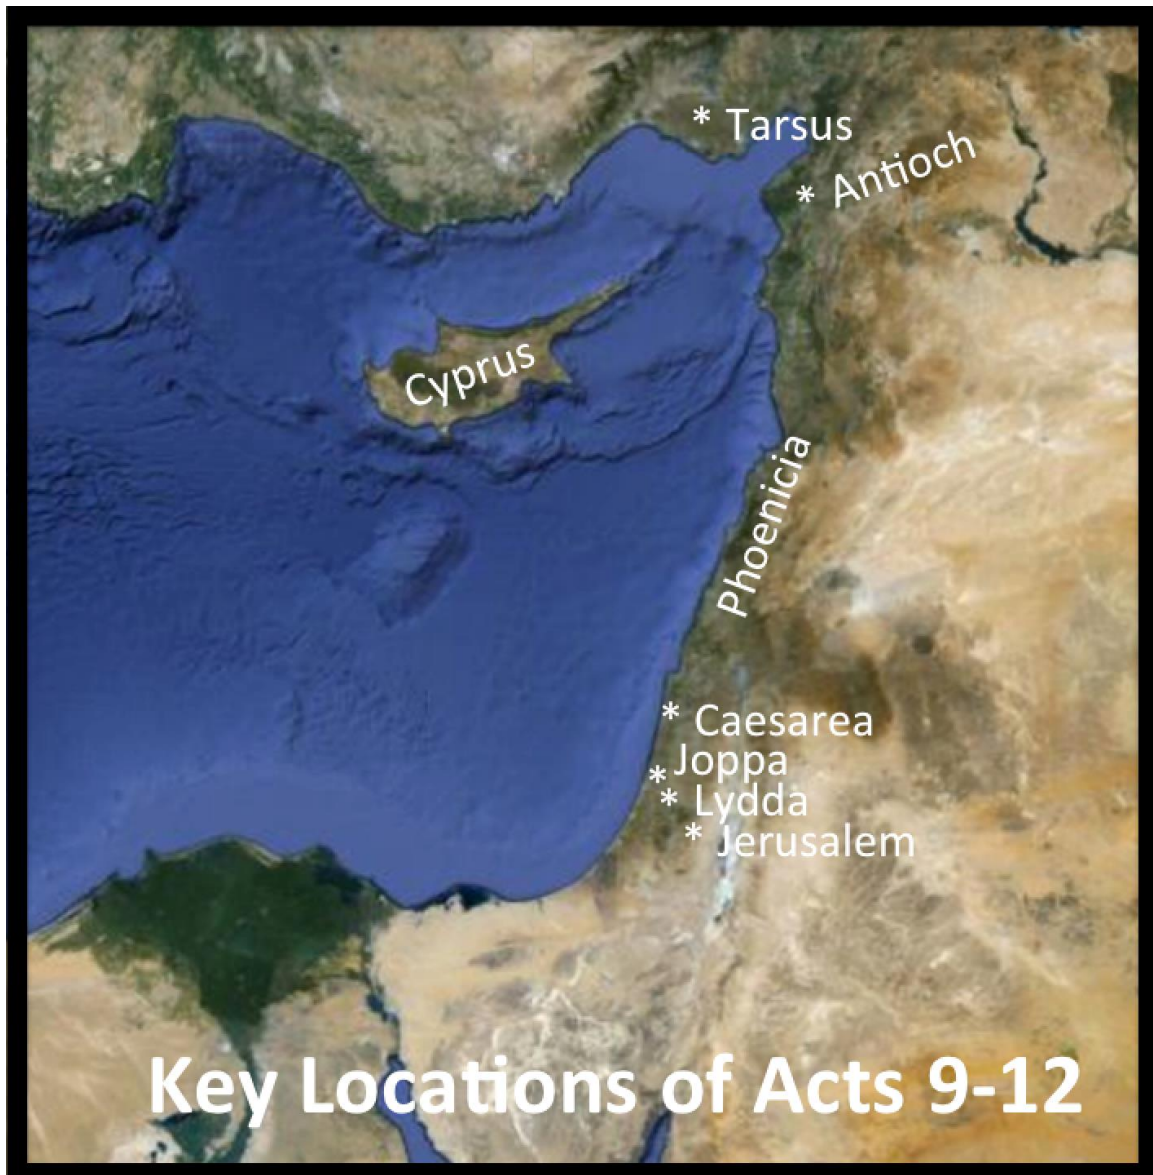 * Tarsus
* Antioch
Cyprus
Phoenicia
* Caesarea
* Joppa
* Lydda
* Jerusalem
Key Locations of Acts 9-12